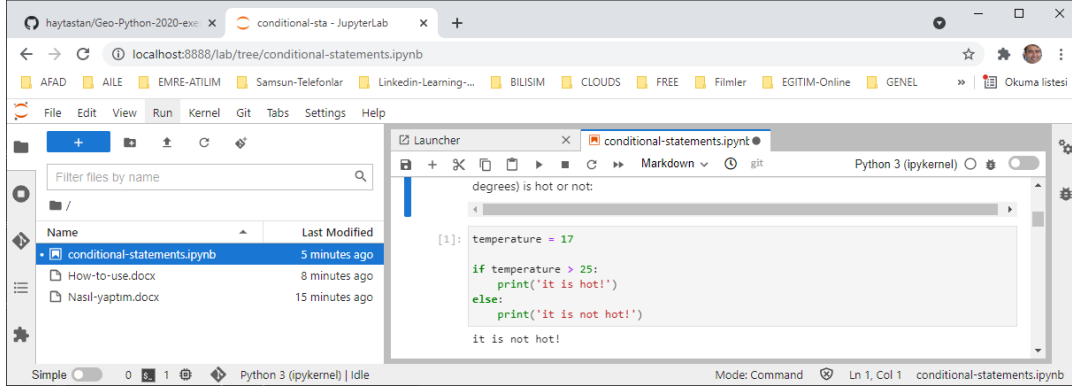 haytastan/Geo-Python-2020-exe
conditional-sta - JupyterLab
localhost:8888/lab/tree/conditional-statements.ipynb
AFAD AILE EMRE-ATILIM Samsun-Telefonlar Linkedin-Learning-... BILISIM CLOUDS FREE Filmler EGITIM-Online GENEL » Okuma listesi
File Edit View Run Kernel Git Tabs Settings Help
Filter files by name
/
Name Last Modified
conditional-statements.ipynb 5 minutes ago
How-to-use.docx 8 minutes ago
Nasıl-yaptım.docx 15 minutes ago
Launcher conditional-statements.ipynb
Markdown git Python 3 (ipykernel)
degrees) is hot or not:
[1]: temperature = 17
if temperature > 25:
print('it is hot!')
else:
print('it is not hot!')
it is not hot!
Simple 0 $_ 1 Python 3 (ipykernel) | Idle Mode: Command Ln 1, Col 1 conditional-statements.ipynb